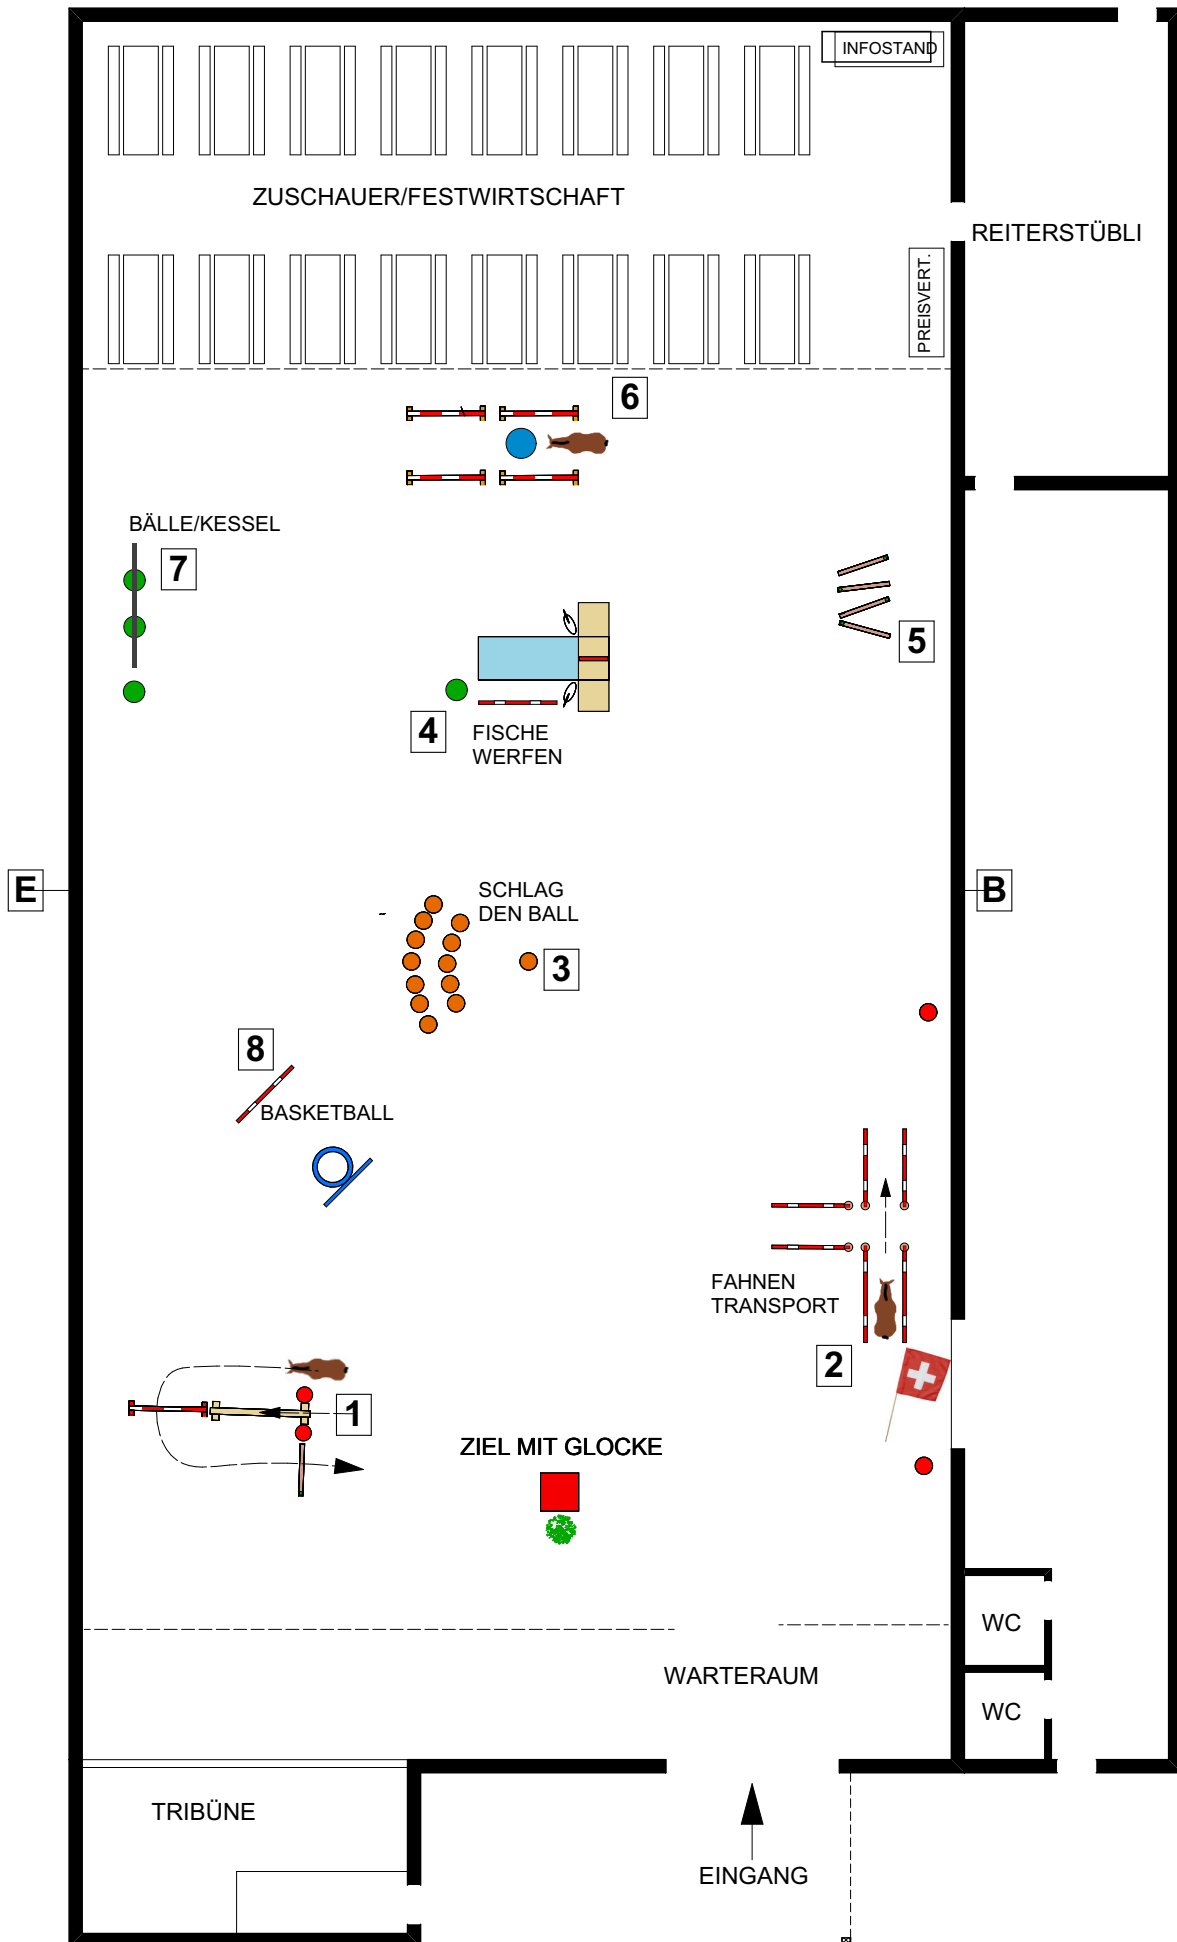 INFOSTAND
ZUSCHAUER/FESTWIRTSCHAFT
REITERSTÜBLI
PREISVERT.
6
BÄLLE/KESSEL
7
5
4
FISCHE
WERFEN
E
B
SCHLAG
DEN BALL
3
8
BASKETBALL
FAHNEN
TRANSPORT
2
1
ZIEL MIT GLOCKE
WC
WARTERAUM
WC
TRIBÜNE
EINGANG